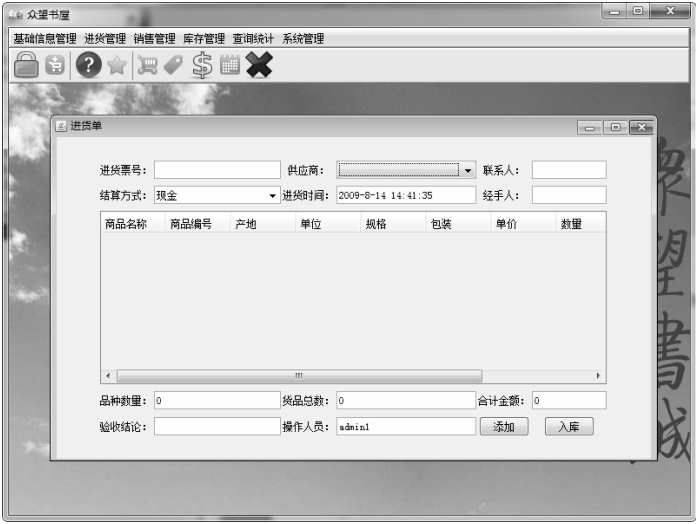 众望书屋
基础信息管理 进货管理 销售管理 库存管理 查询统计 系统管理
进货单
进货票号： 供应商： 联系人：
结算方式： 现金 进货时间： 2009-8-14 14:41:35 经手人：
商品名称 商品编号 产地 单位 规格 包装 单价 数量
品种数量： 0 货品总数： 0 合计金额： 0
验收结论： 操作人员： admin1 添加 入库
眾望書城